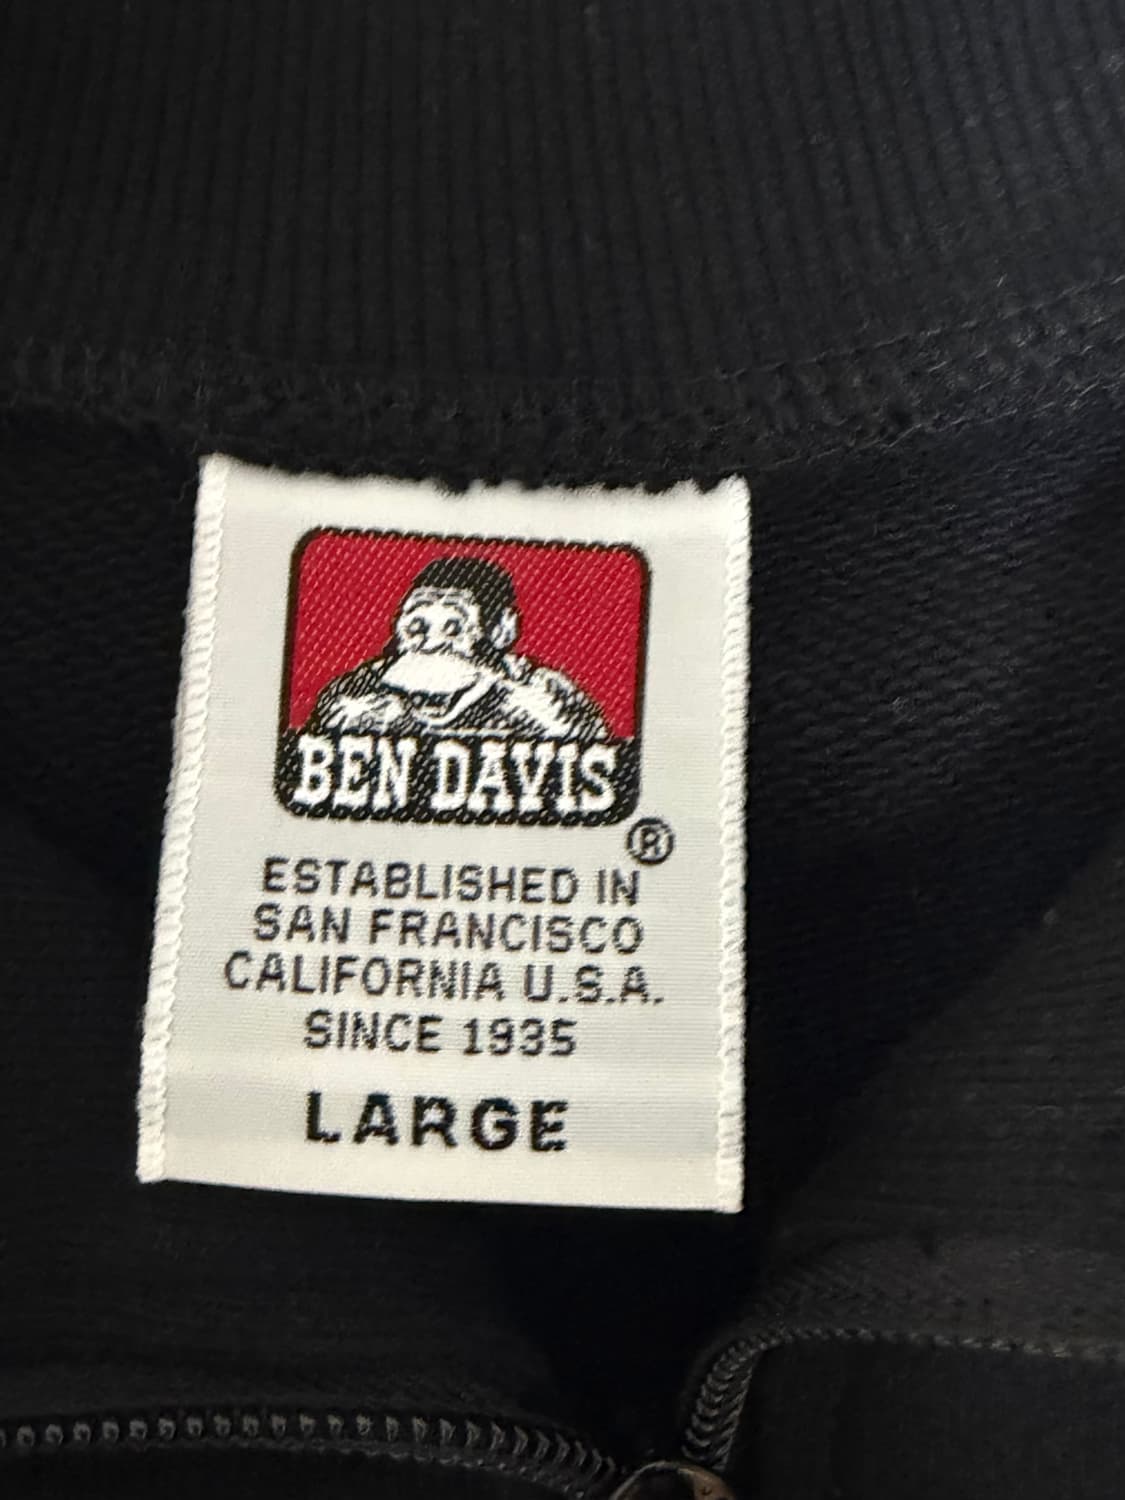 BEN DAVIS
®
ESTABLISHED IN
SAN FRANCISCO
CALIFORNIA U.S.A.
SINCE 1935
LARGE